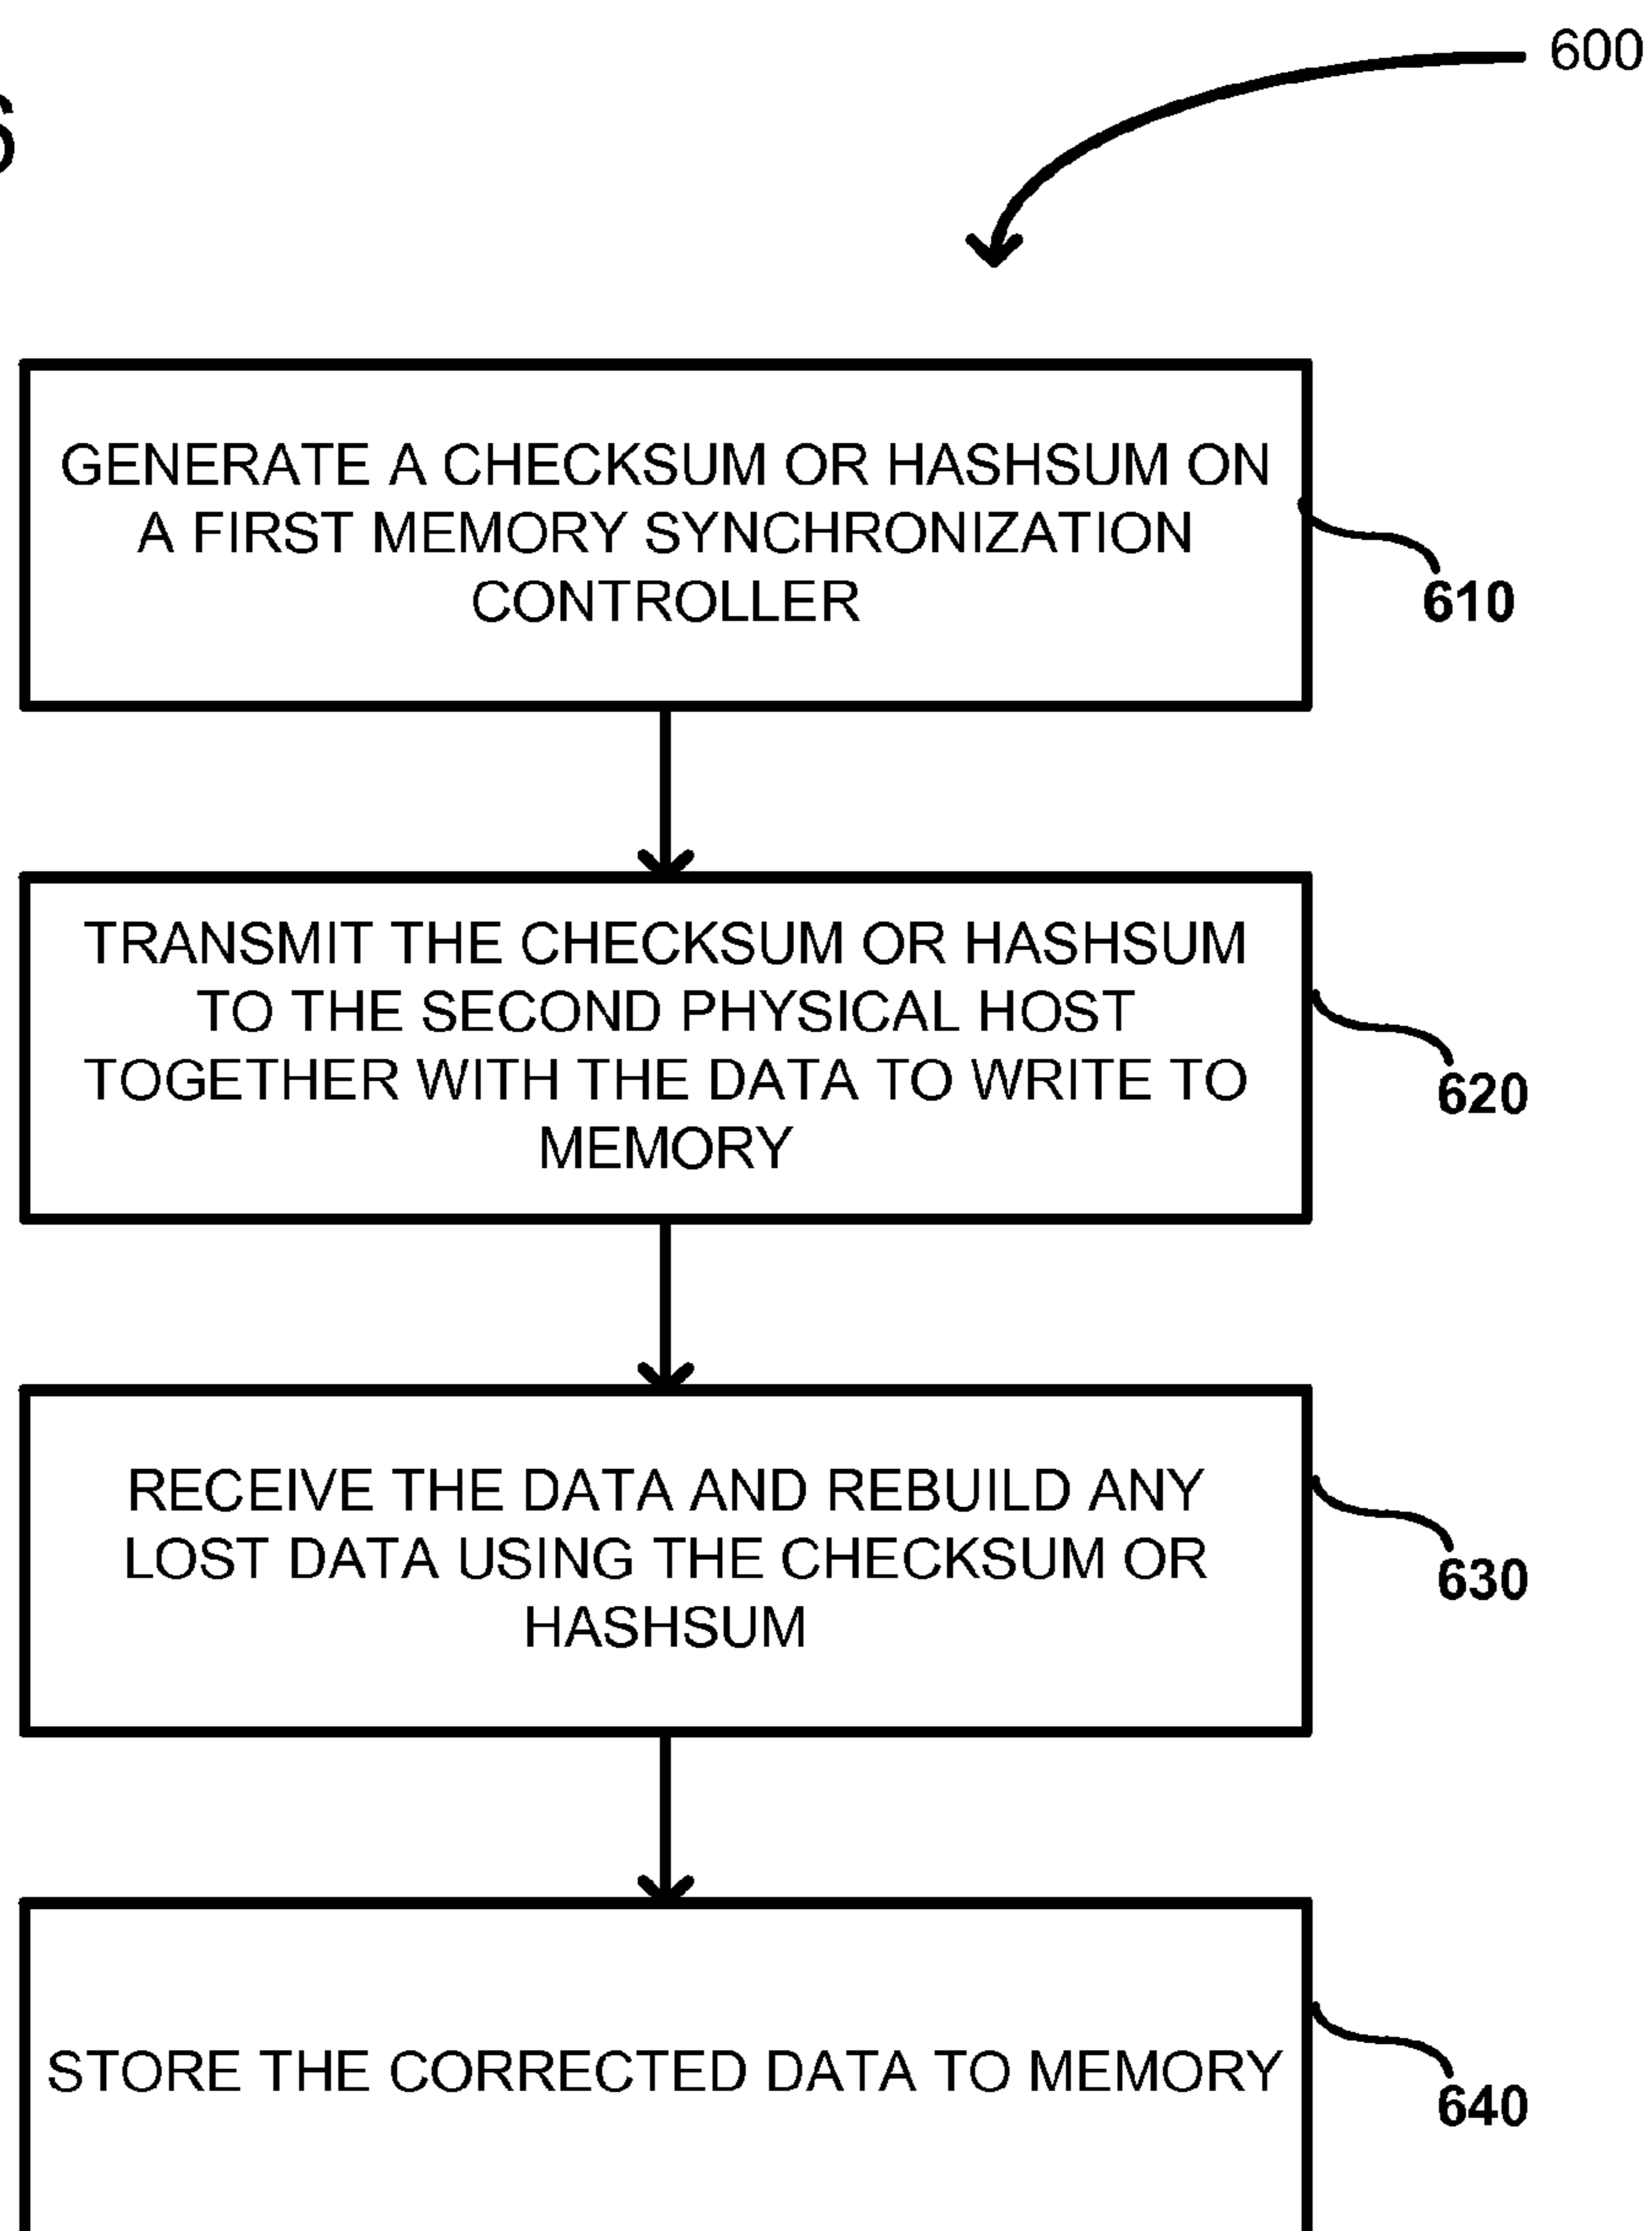 600
GENERATE A CHECKSUM OR HASHSUM ON
A FIRST MEMORY SYNCHRONIZATION
CONTROLLER
610
TRANSMIT THE CHECKSUM OR HASHSUM
TO THE SECOND PHYSICAL HOST
TOGETHER WITH THE DATA TO WRITE TO
MEMORY
620
RECEIVE THE DATA AND REBUILD ANY
LOST DATA USING THE CHECKSUM OR
HASHSUM
630
STORE THE CORRECTED DATA TO MEMORY
640